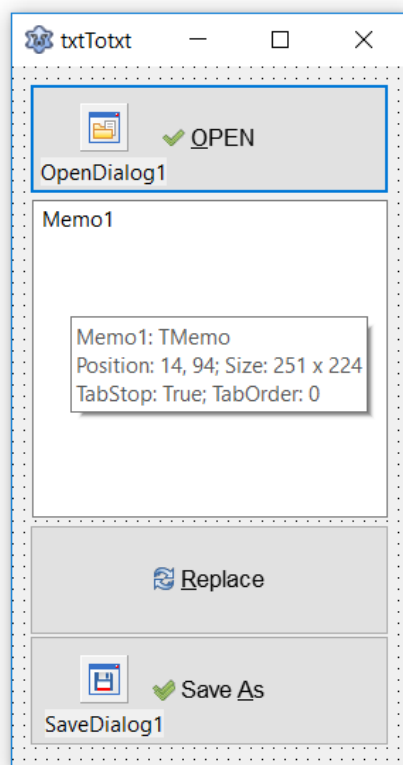 txtTotxt
OPEN
OpenDialog1
Memo1
Memo1: TMemo
Position: 14, 94; Size: 251 x 224
TabStop: True; TabOrder: 0
Replace
Save As
SaveDialog1